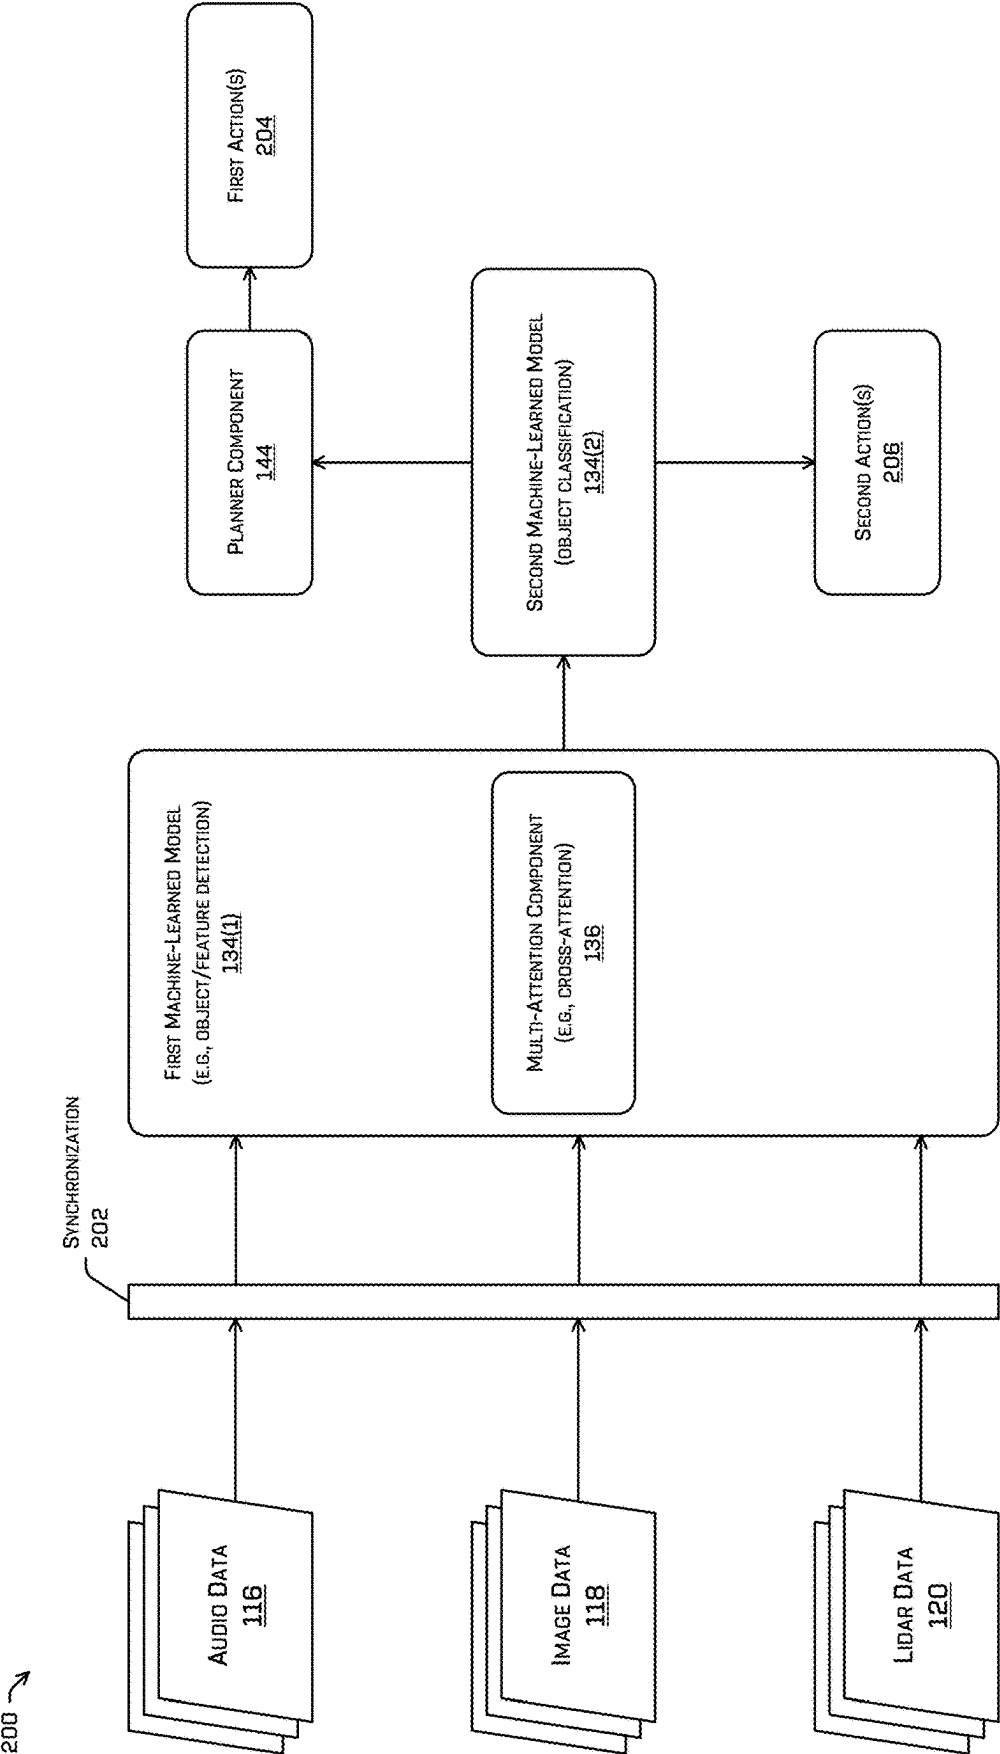 200
AUDIO DATA
116
IMAGE DATA
118
LIDAR DATA
120
SYNCHRONIZATION
202
FIRST MACHINE-LEARNED MODEL
(E.G., OBJECT/FEATURE DETECTION)
134(1)
MULTI-ATTENTION COMPONENT
(E.G., CROSS-ATTENTION)
136
SECOND MACHINE-LEARNED MODEL
(OBJECT CLASSIFICATION)
134(2)
PLANNER COMPONENT
144
FIRST ACTION(S)
204
SECOND ACTION(S)
206